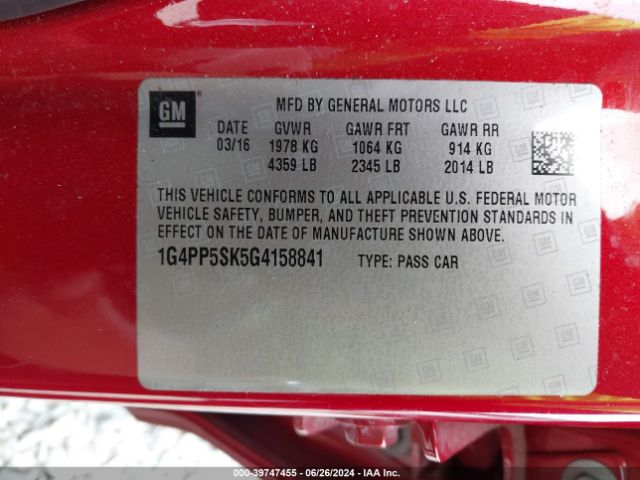 GM
MFD BY GENERAL MOTORS LLC
DATE GVWR GAWR FRT GAWR RR
03/16 1978 KG 1064 KG 914 KG
4359 LB 2345 LB 2014 LB
THIS VEHICLE CONFORMS TO ALL APPLICABLE U.S. FEDERAL MOTOR
VEHICLE SAFETY, BUMPER, AND THEFT PREVENTION STANDARDS IN
EFFECT ON THE DATE OF MANUFACTURE SHOWN ABOVE.
1G4PP5SK5G4158841 TYPE: PASS CAR
000-39747455 - 06/26/2024 - IAA Inc.